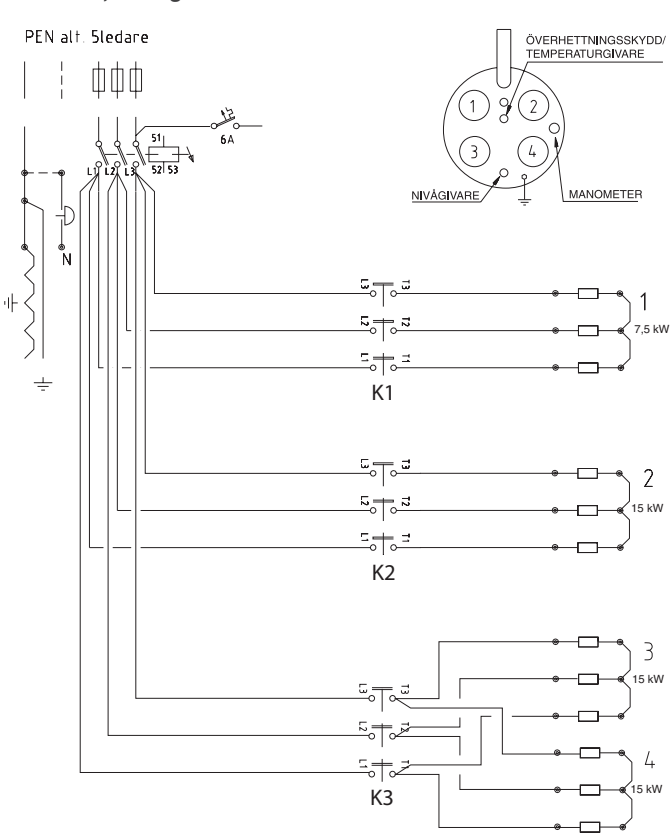 PEN alt. 5ledare
ÖVERHETTNINGSSKYDD/
TEMPERATURGIVARE
1
2
3
4
NIVÅGIVARE
MANOMETER
6A
51
52 53
L1 L2 L3
N
L3 T3
1
L2 T2
7,5 kW
L1 T1
K1
L3 T3
2
L2 T2
15 kW
L1 T1
K2
3
15 kW
L3 T3
L2 T2
4
L1 T1
15 kW
K3